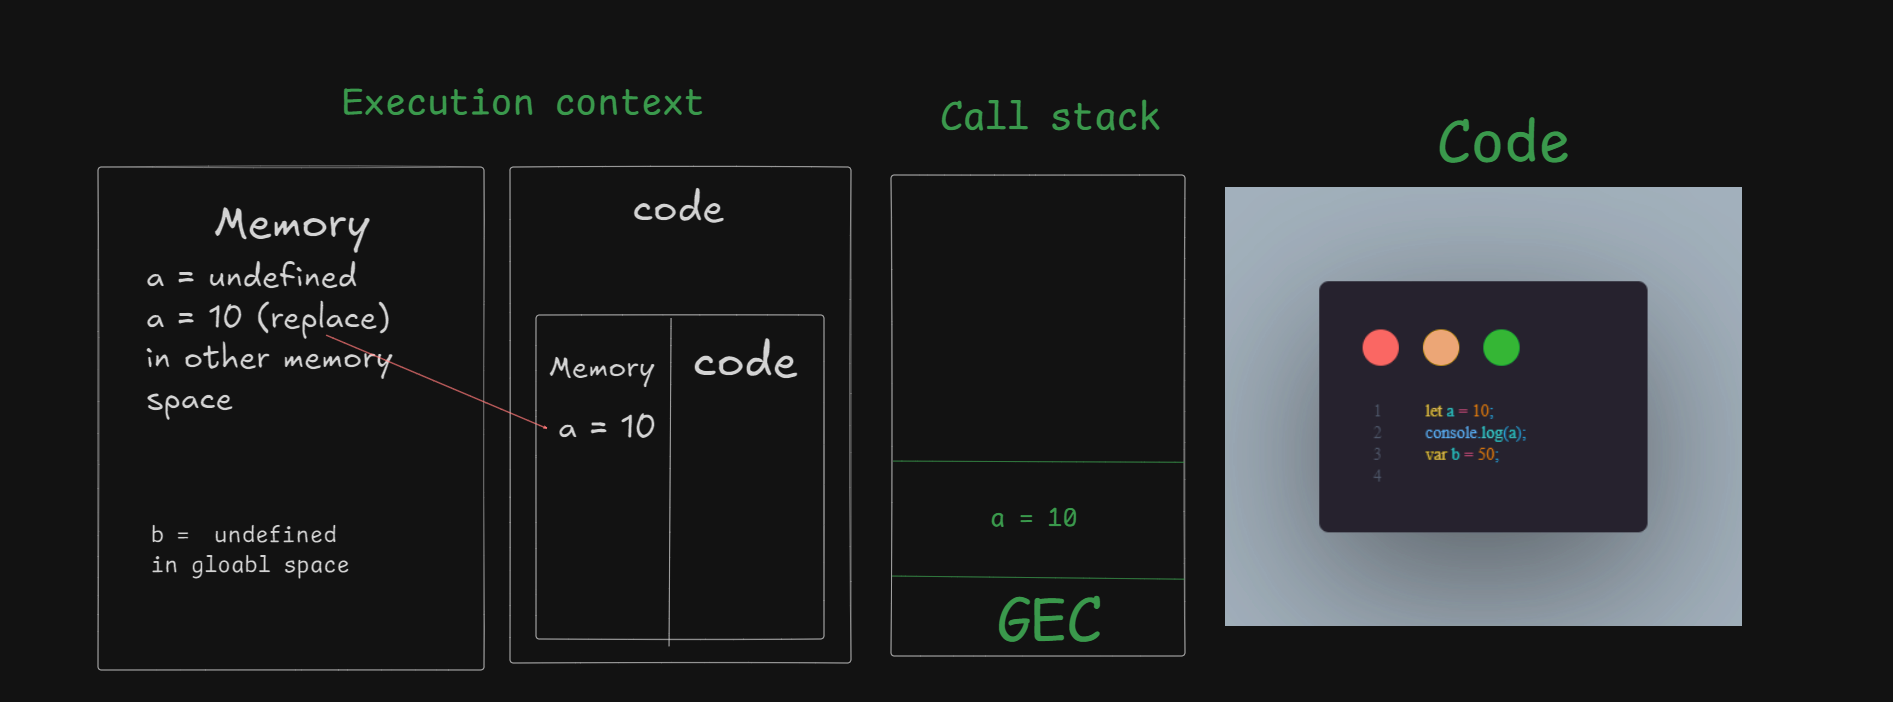 Execution context
Memory
a = undefined
a = 10 (replace)
in other memory
space
b =  undefined
in gloabl space
code
Memory
a = 10
code
Call stack
a = 10
GEC
Code
1 let a = 10;
2 console.log(a);
3 var b = 50;
4